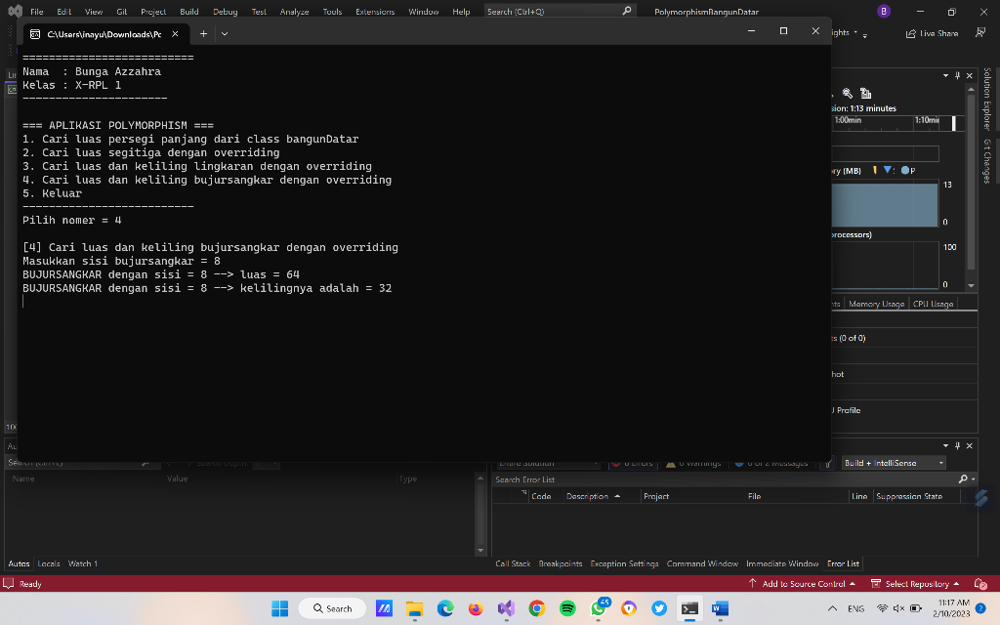 File Edit View Git Project Build Debug Test Analyze Tools Extensions Window Help Search (Ctrl+Q) PolymorphismBangunDatar B
C:\Users\inayu\Downloads\Pc
Live Share
==========================
Nama  : Bunga Azzahra
Kelas : X-RPL 1
----------------------
=== APLIKASI POLYMORPHISM ===
1. Cari luas persegi panjang dari class bangunDatar
2. Cari luas segitiga dengan overriding
3. Cari luas dan keliling lingkaran dengan overriding
4. Cari luas dan keliling bujursangkar dengan overriding
5. Keluar
--------------------------
Pilih nomer = 4
[4] Cari luas dan keliling bujursangkar dengan overriding
Masukkan sisi bujursangkar = 8
BUJURSANGKAR dengan sisi = 8 --> luas = 64
BUJURSANGKAR dengan sisi = 8 --> kelilingnya adalah = 32
sion: 1:13 minutes
1:00min 1:10min
ry (MB) P
13
0
rocessors)
100
0
Memory Usage CPU Usage
ts (0 of 0)
hot
Profile
Solution Explorer
Git Changes
Build + IntelliSense
Name Value Type
Search Error List
Code Description Project File Line Suppression State
Autos Locals Watch 1
Call Stack Breakpoints Exception Settings Command Window Immediate Window Error List
Ready Add to Source Control Select Repository 2
Search 45 ENG 11:17 AM
2/10/2023 2